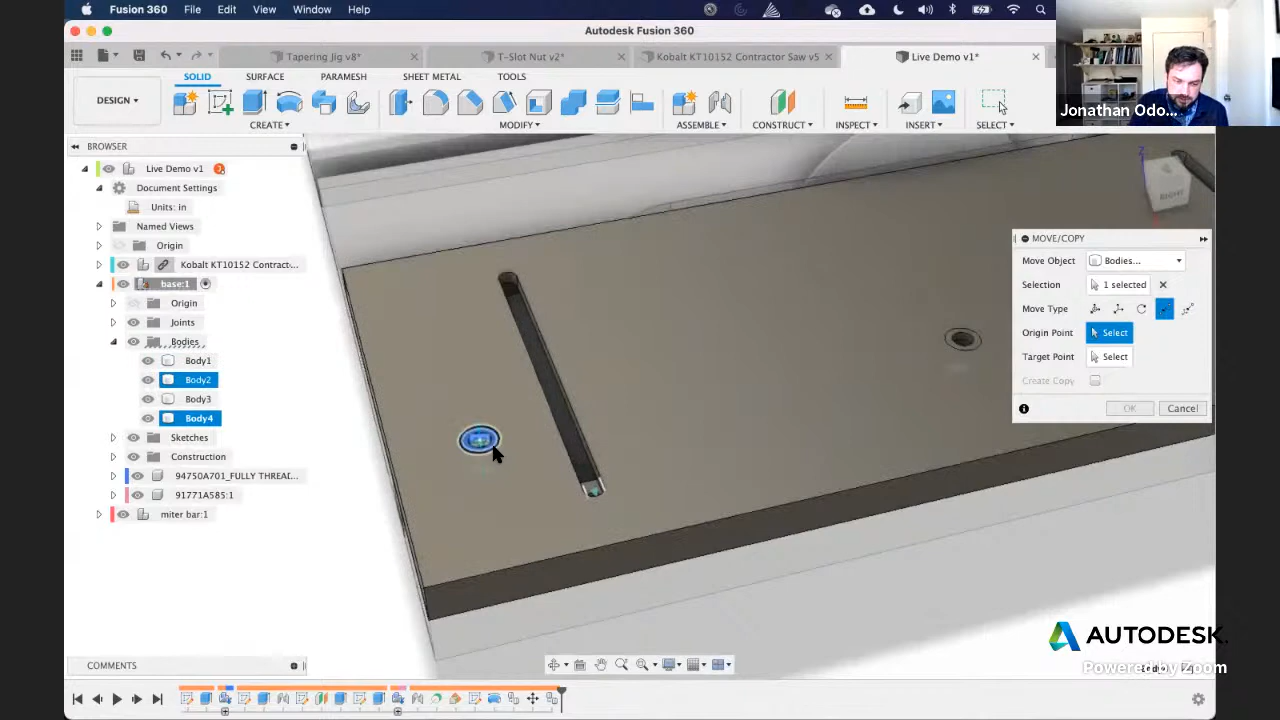 Fusion 360 File Edit View Window Help
Autodesk Fusion 360
Tapering Jig v8*
T-Slot Nut v2*
Kobalt KT10152 Contractor Saw v5
Live Demo v1*
Jonathan Odo...
SOLID SURFACE PARAMESH SHEET METAL TOOLS
DESIGN
CREATE MODIFY ASSEMBLE CONSTRUCT INSPECT INSERT SELECT
BROWSER
Live Demo v1
Document Settings
Units: in
Named Views
Origin
Kobalt KT10152 Contract...
base:1
Origin
Joints
Bodies
Body1
Body2
Body3
Body4
Sketches
Construction
94750A701_FULLY THREAD...
91771A585:1
miter bar:1
Z
MOVE/COPY
Move Object Bodies...
Selection 1 selected
Move Type
Origin Point Select
Target Point Select
Create Copy
OK Cancel
AUTODESK.
Powered by Zoom
COMMENTS